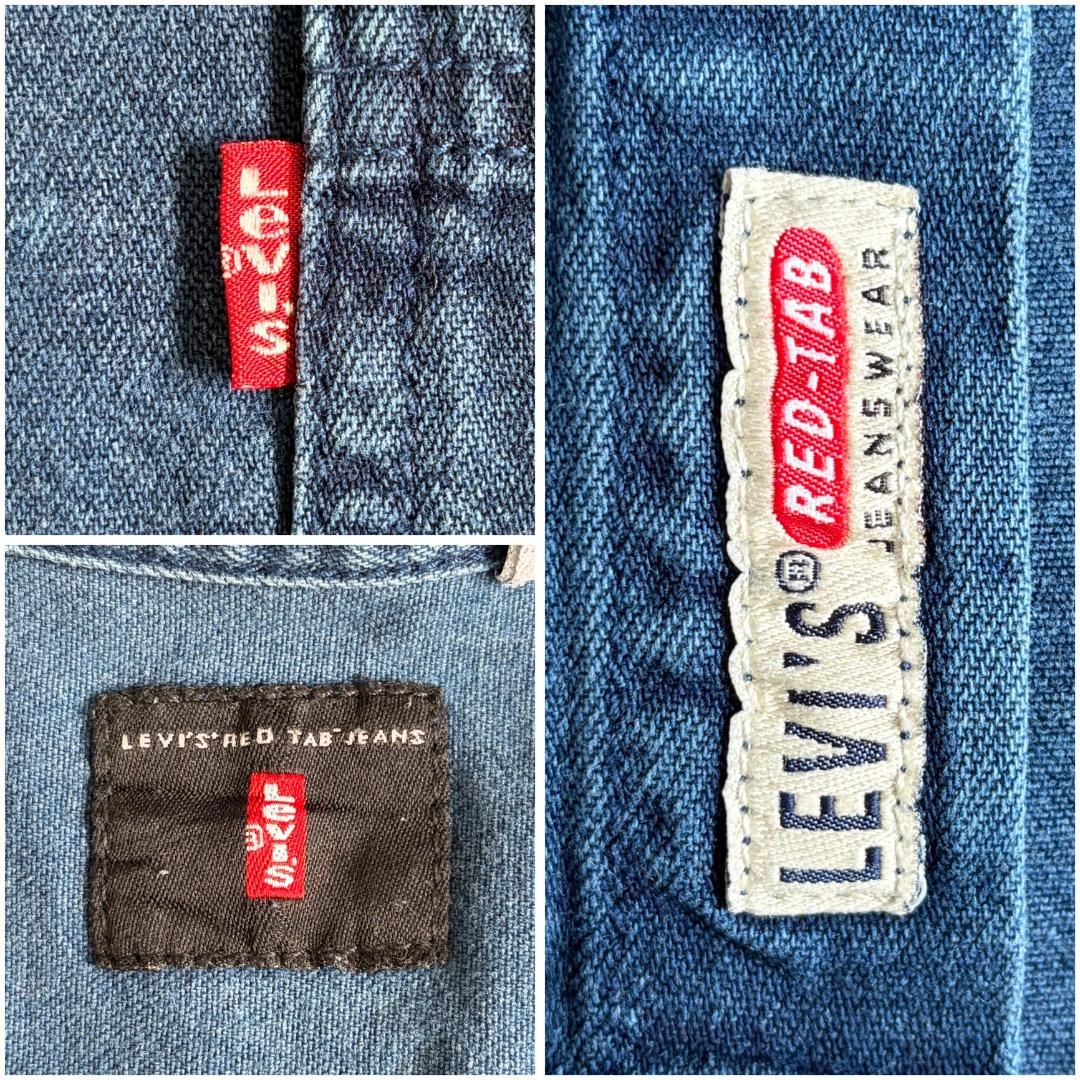 LEVI'S
®
LEVI'S® RED TAB™ JEANS
LEVI'S
®
LEVI'S® RED-TAB
JEANSWEAR